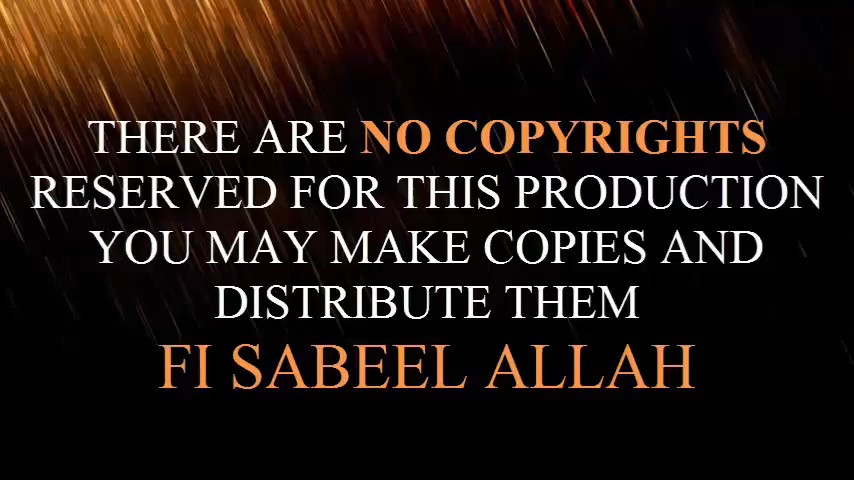 THERE ARE NO COPYRIGHTS
RESERVED FOR THIS PRODUCTION
YOU MAY MAKE COPIES AND
DISTRIBUTE THEM
FI SABEEL ALLAH